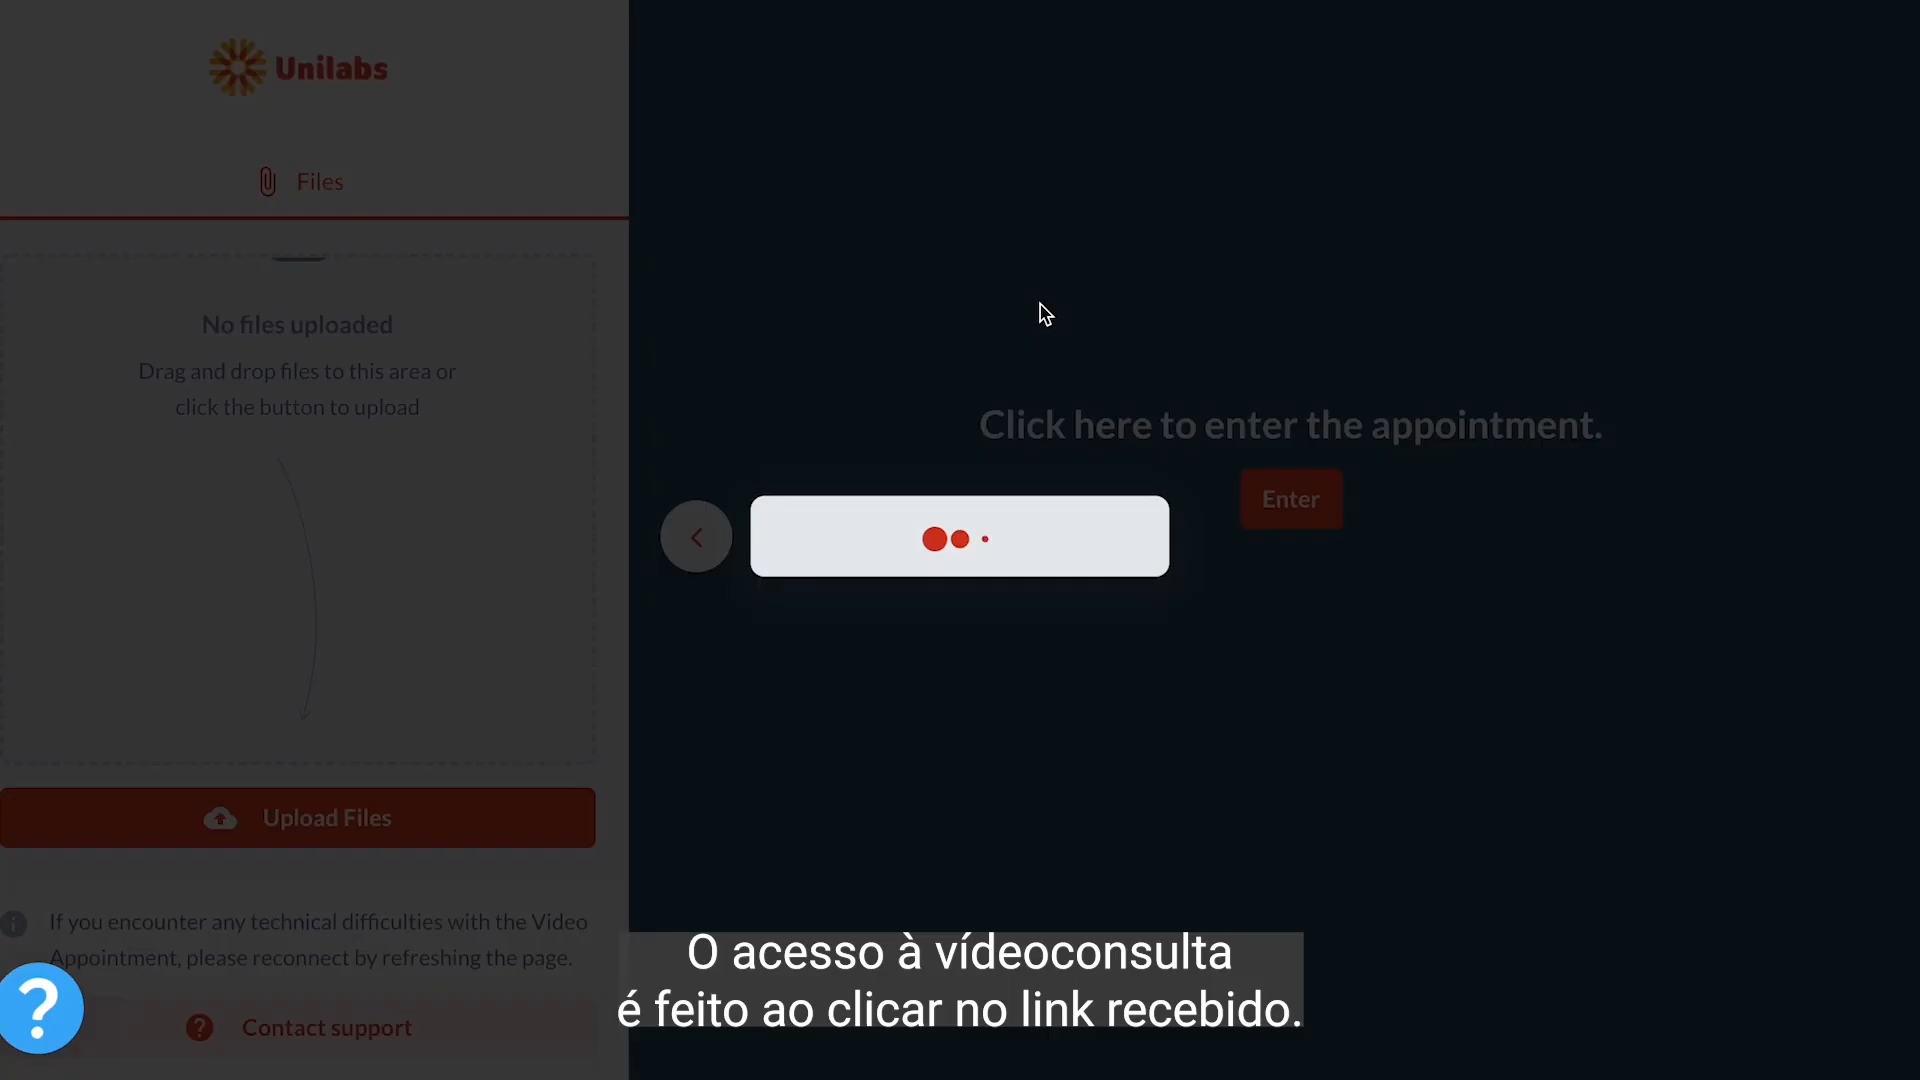 Unilabs
Files
No files uploaded
Drag and drop files to this area or
click the button to upload
Click here to enter the appointment.
Enter
Upload Files
If you encounter any technical difficulties with the Video
Appointment, please reconnect by refreshing the page.
Contact support
O acesso à vídeoconsulta
é feito ao clicar no link recebido.